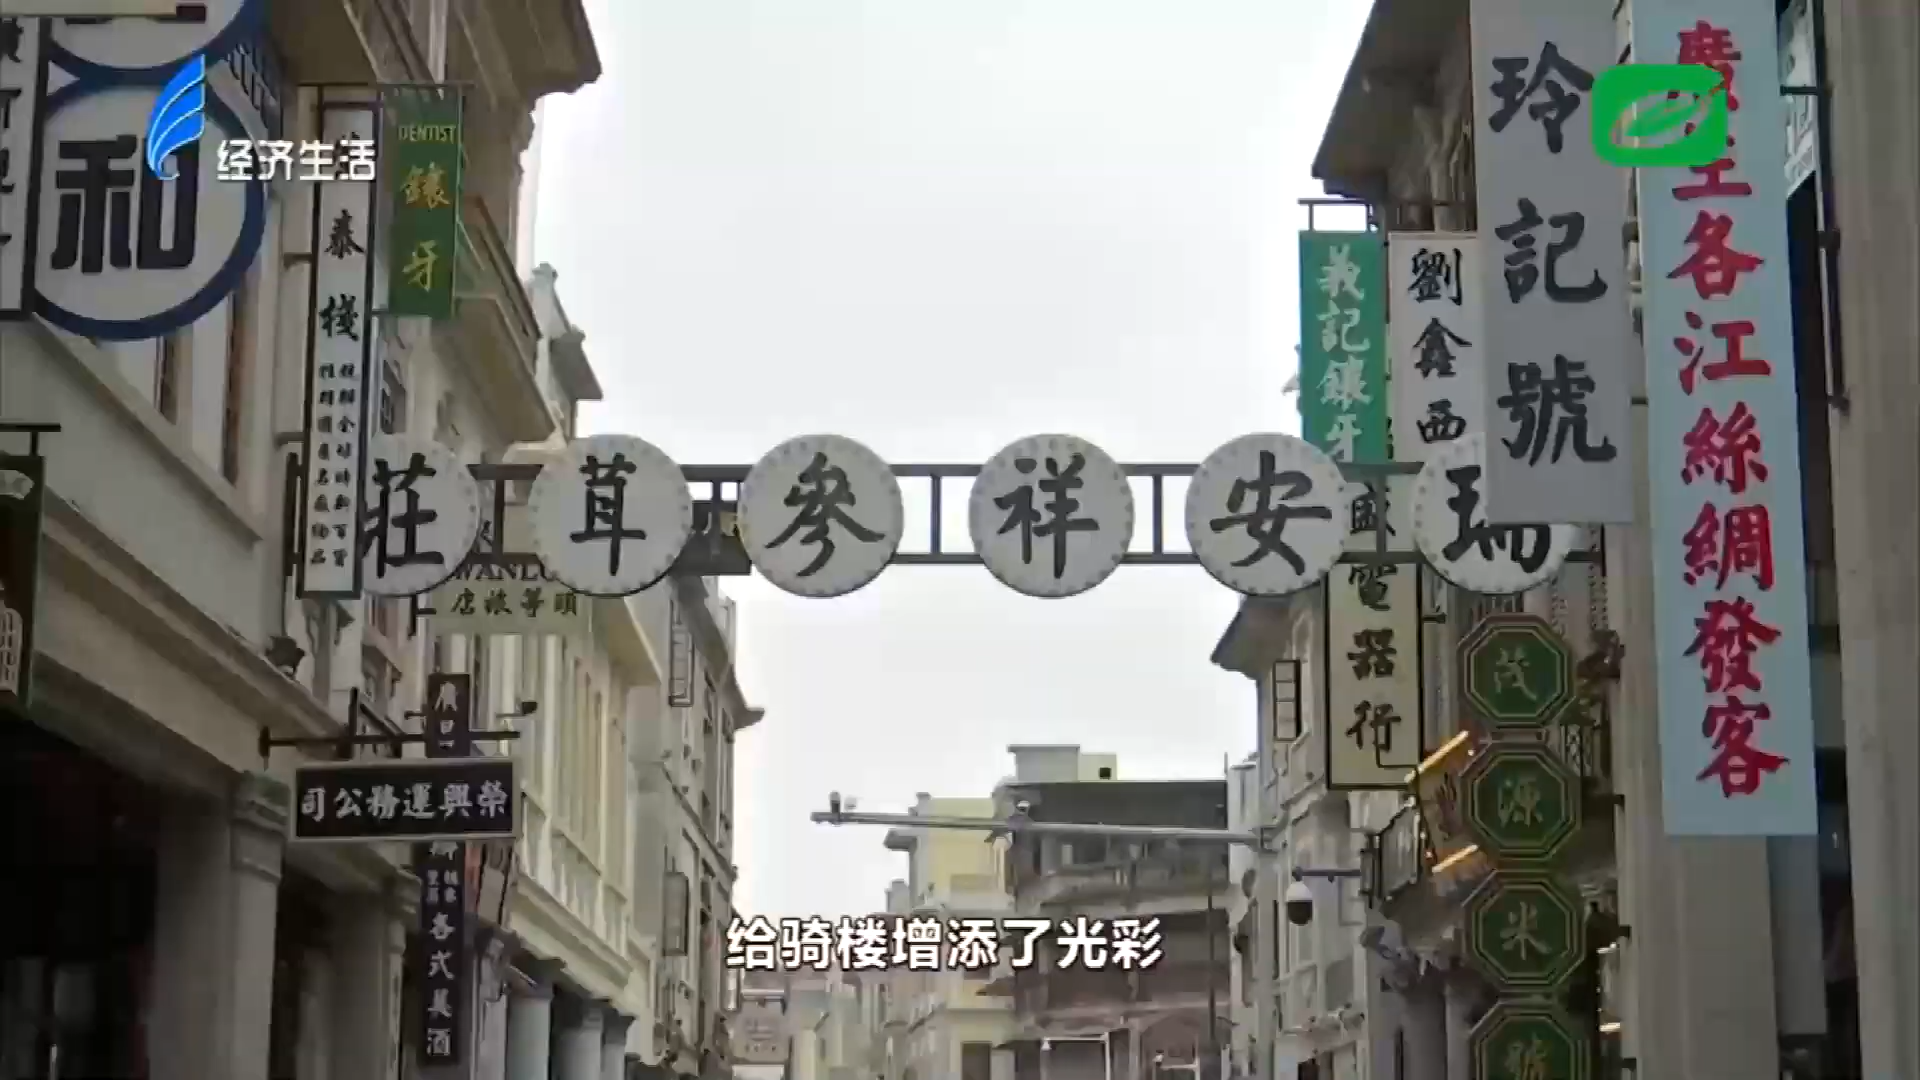 经济生活
和
泰棧
DENTIST
鑲牙
莊茸參祥安瑞
義記鑲牙
劉鑫西
玲記號
各江絲綢發客
電器行
店旅等頭
司公務運興榮
各式美酒
茂源米號
给骑楼增添了光彩